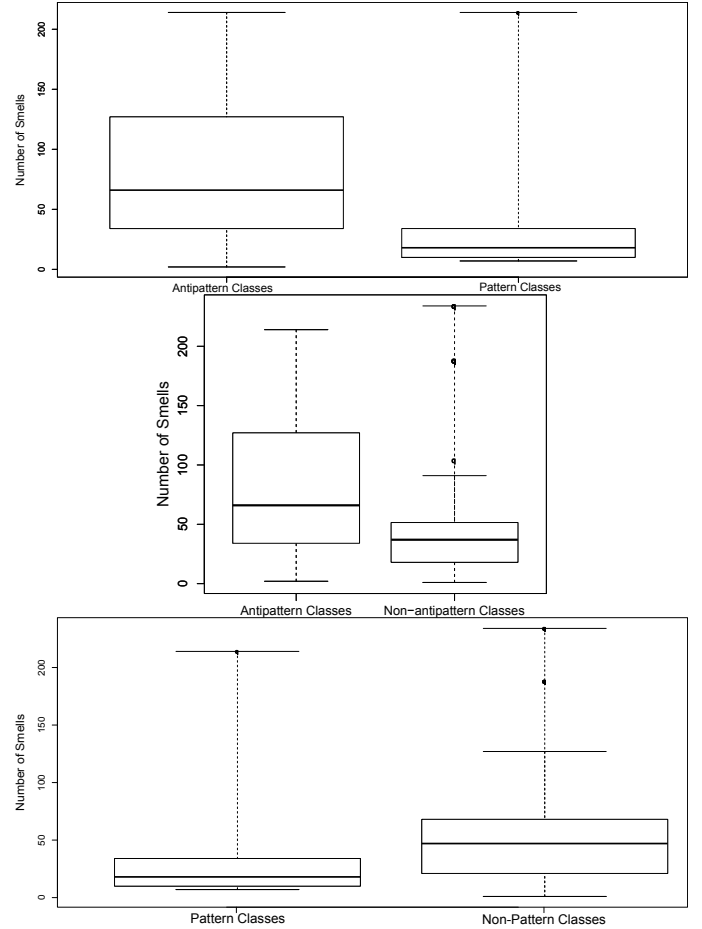 Number of Smells
200
150
100
50
0
Antipattern Classes
Pattern Classes
Number of Smells
200
150
100
50
0
Antipattern Classes
Non−antipattern Classes
Number of Smells
200
150
100
50
0
Pattern Classes
Non-Pattern Classes